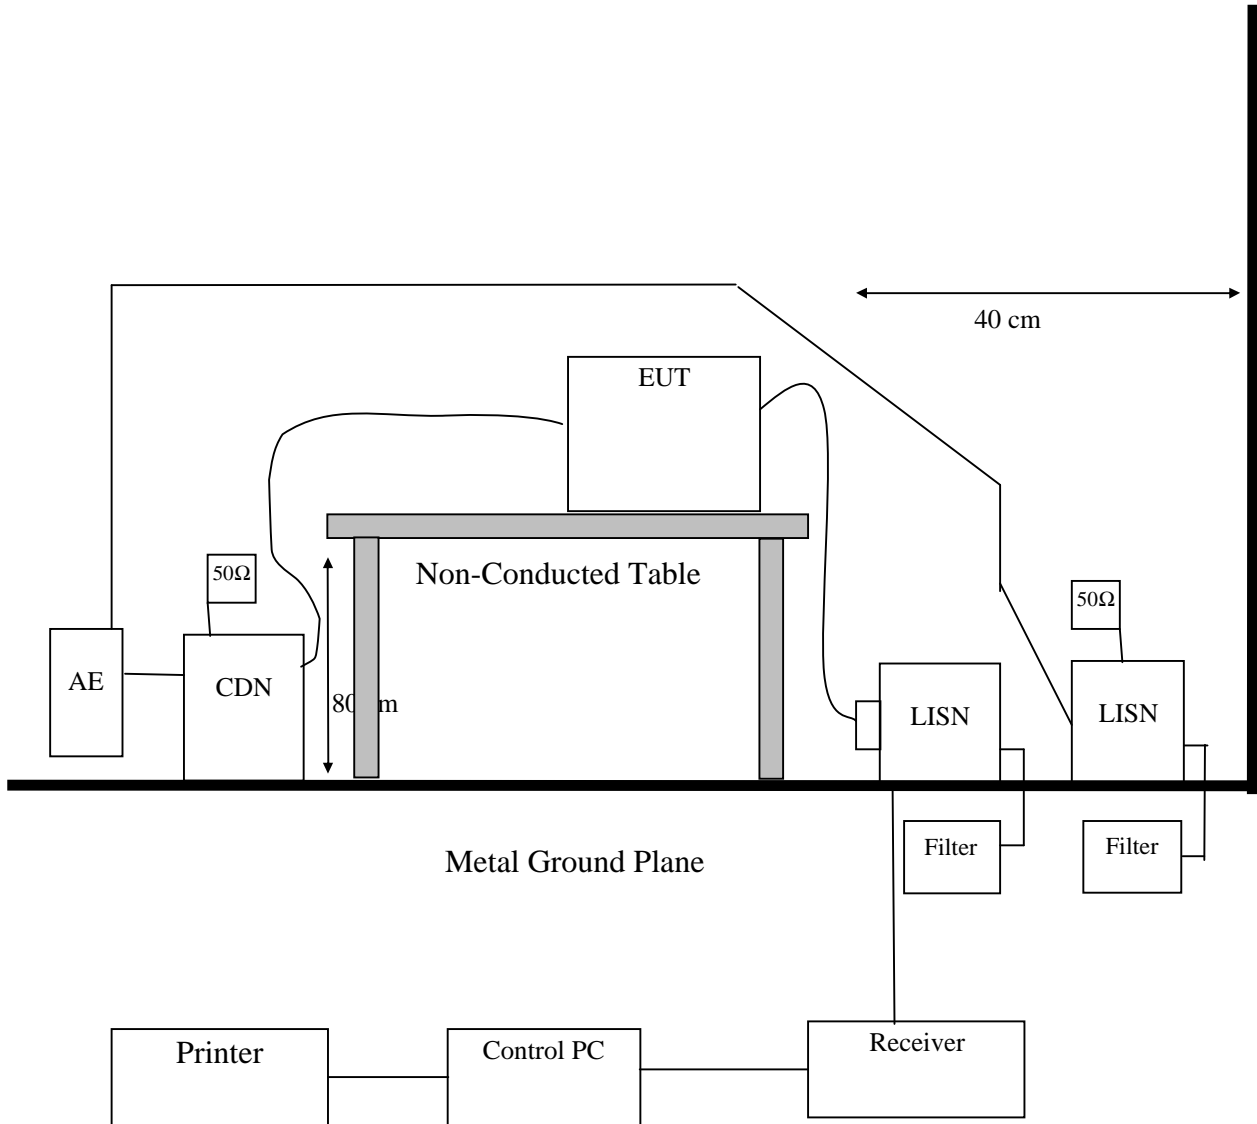 40 cm
EUT
50Ω
Non-Conducted Table
50Ω
AE
CDN
80
m
LISN
LISN
Filter
Filter
Metal Ground Plane
Printer
Control PC
Receiver